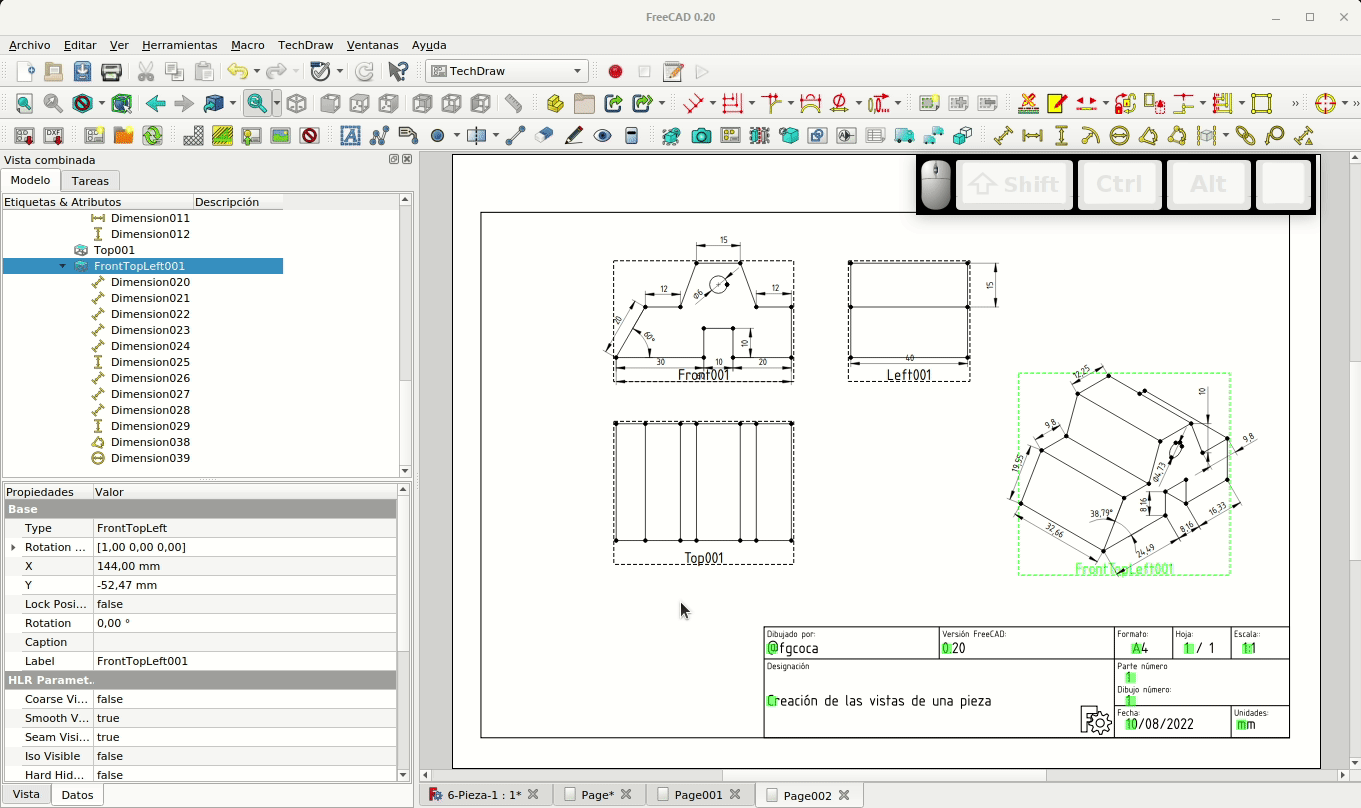 FreeCAD 0.20
Archivo Editar Ver Herramientas Macro TechDraw Ventanas Ayuda
TechDraw
DXF
Vista combinada
Modelo Tareas
Etiquetas & Atributos Descripción
Dimension011
Dimension012
Top001
FrontTopLeft001
Dimension020
Dimension021
Dimension022
Dimension023
Dimension024
Dimension025
Dimension026
Dimension027
Dimension028
Dimension029
Dimension038
Dimension039
Propiedades Valor
Base
Type FrontTopLeft
Rotation ... [1,00 0,00 0,00]
X 144,00 mm
Y -52,47 mm
Lock Posi... false
Rotation 0,00 °
Caption
Label FrontTopLeft001
HLR Paramet...
Coarse Vi... false
Smooth V... true
Seam Visi... true
Iso Visible false
Hard Hid... false
Vista Datos
Shift Ctrl Alt
15
12
Ø6
12
20
60°
10
30 10 20
Front001
15
40
Left001
Top001
12,25
10
9,8
9,8
19,55
Ø4,73
38,79°
8,16
16,33
32,66
8,16
24,49
FrontTopLeft001
Dibujado por:
@fgcoca
Versión FreeCAD:
0.20
Formato:
A4
Hoja:
1 / 1
Escala:
1:1
Designación
Creación de las vistas de una pieza
Parte número
1
Dibujo número:
1
Fecha:
10/08/2022
Unidades:
mm
6-Pieza-1 : 1* Page* Page001 Page002